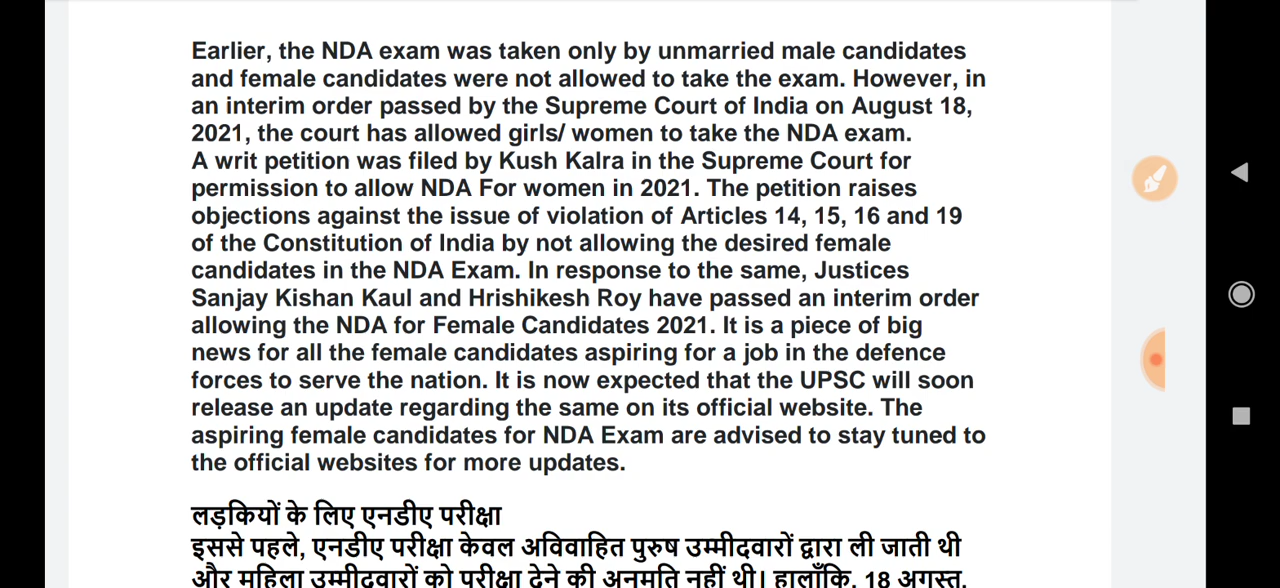 Earlier, the NDA exam was taken only by unmarried male candidates
and female candidates were not allowed to take the exam. However, in
an interim order passed by the Supreme Court of India on August 18,
2021, the court has allowed girls/ women to take the NDA exam.
A writ petition was filed by Kush Kalra in the Supreme Court for
permission to allow NDA For women in 2021. The petition raises
objections against the issue of violation of Articles 14, 15, 16 and 19
of the Constitution of India by not allowing the desired female
candidates in the NDA Exam. In response to the same, Justices
Sanjay Kishan Kaul and Hrishikesh Roy have passed an interim order
allowing the NDA for Female Candidates 2021. It is a piece of big
news for all the female candidates aspiring for a job in the defence
forces to serve the nation. It is now expected that the UPSC will soon
release an update regarding the same on its official website. The
aspiring female candidates for NDA Exam are advised to stay tuned to
the official websites for more updates.
लड़कियों के लिए एनडीए परीक्षा
इससे पहले, एनडीए परीक्षा केवल अविवाहित पुरुष उम्मीदवारों द्वारा ली जाती थी
और महिला उम्मीदवारों को परीक्षा देने की अनुमति नहीं थी। हालाँकि, 18 अगस्त,